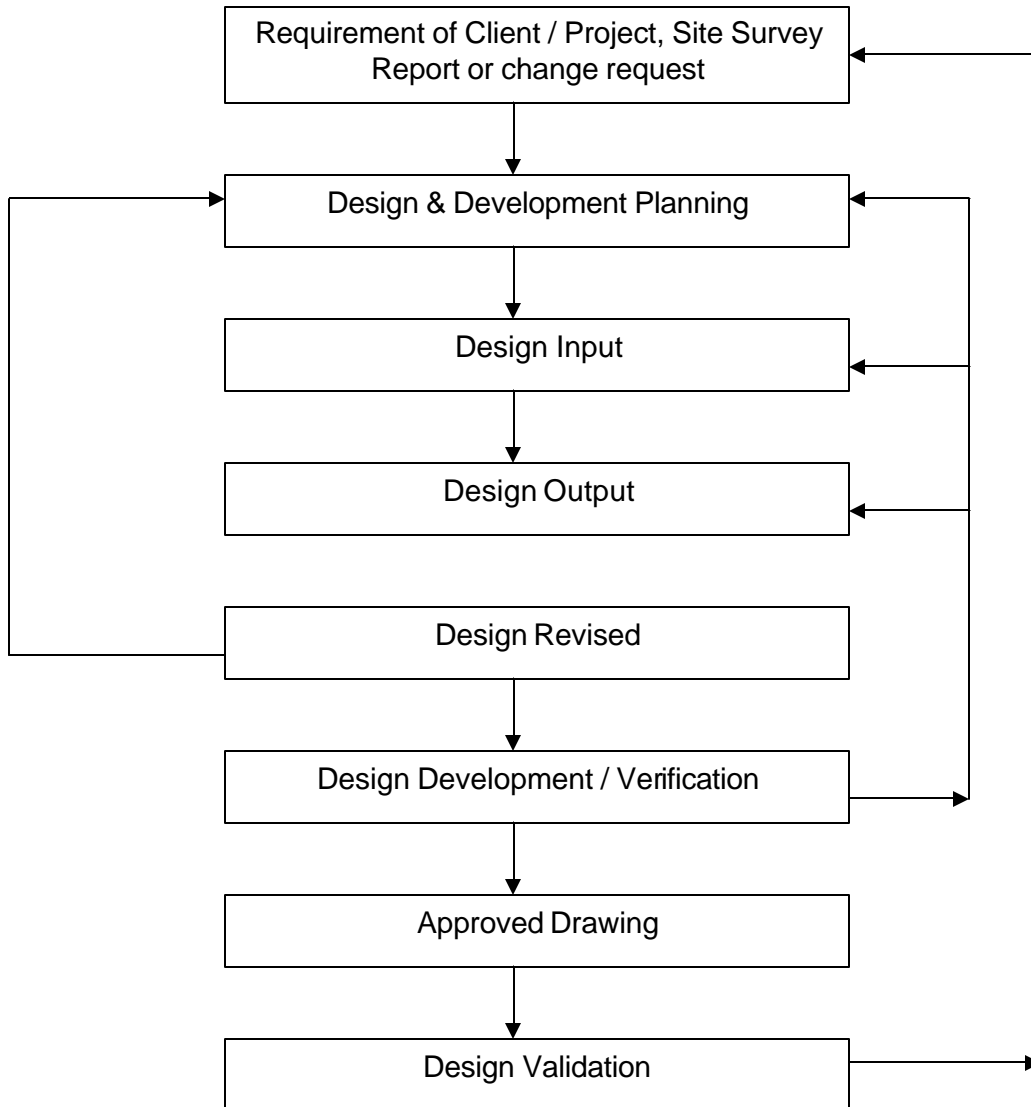 Requirement of Client / Project, Site Survey
Report or change request
Design & Development Planning
Design Input
Design Output
Design Revised
Design Development / Verification
Approved Drawing
Design Validation